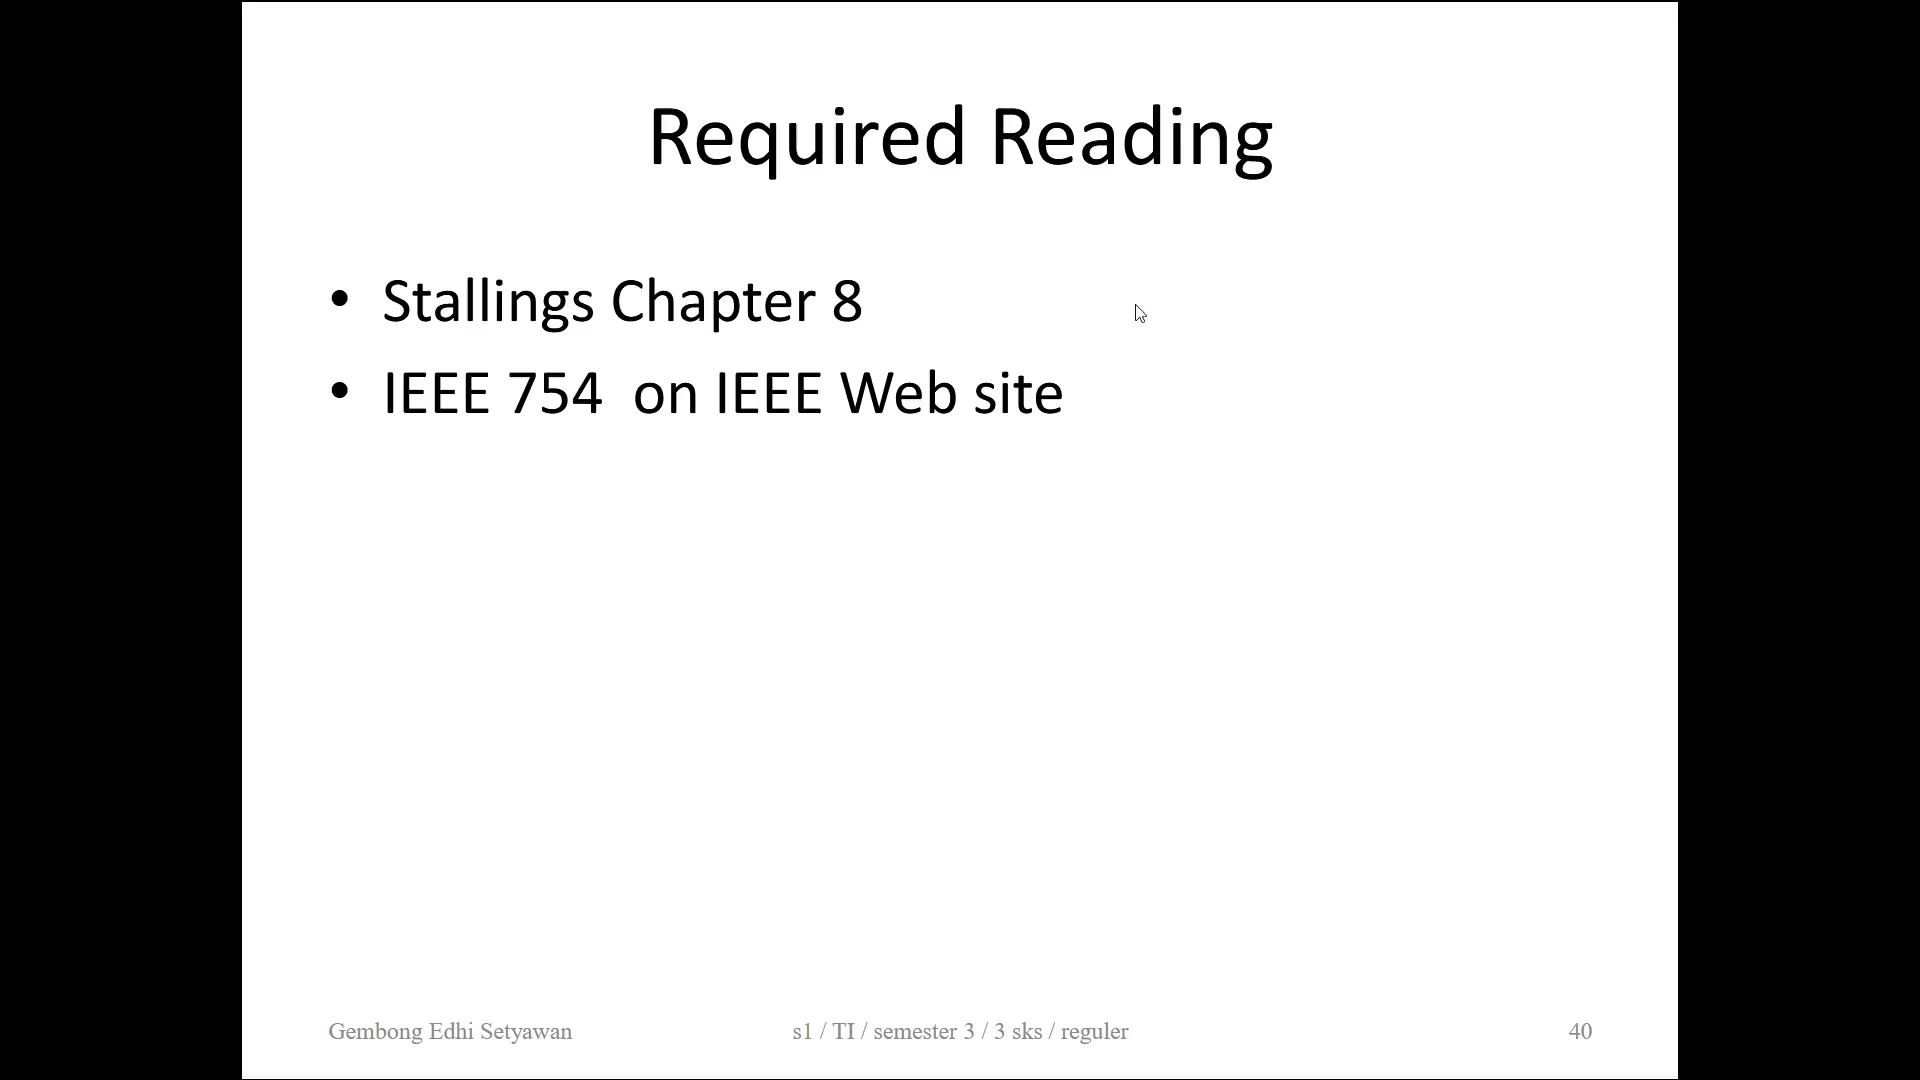 Required Reading
• Stallings Chapter 8
• IEEE 754  on IEEE Web site
Gembong Edhi Setyawan
s1 / TI / semester 3 / 3 sks / reguler
40